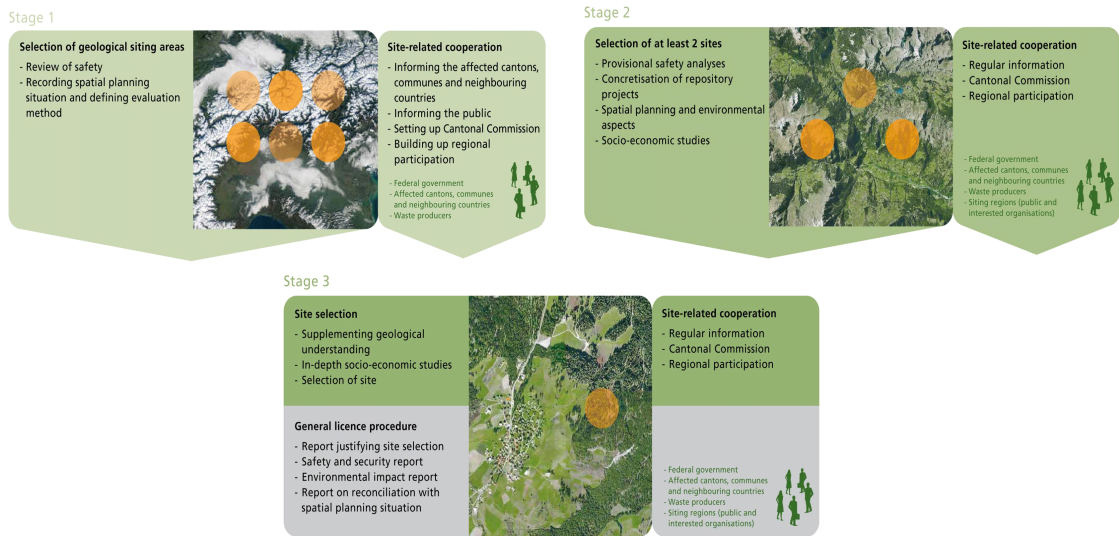 Stage 1
Selection of geological siting areas
- Review of safety
- Recording spatial planning
situation and defining evaluation
method
Site-related cooperation
- Informing the affected cantons,
communes and neighbouring
countries
- Informing the public
- Setting up Cantonal Commission
- Building up regional
participation
- Federal government
- Affected cantons, communes
and neighbouring countries
- Waste producers
Stage 2
Selection of at least 2 sites
- Provisional safety analyses
- Concretisation of repository
projects
- Spatial planning and environmental
aspects
- Socio-economic studies
Site-related cooperation
- Regular information
- Cantonal Commission
- Regional participation
- Federal government
- Affected cantons, communes
and neighbouring countries
- Waste producers
- Siting regions (public and
interested organisations)
Stage 3
Site selection
- Supplementing geological
understanding
- In-depth socio-economic studies
- Selection of site
General licence procedure
- Report justifying site selection
- Safety and security report
- Environmental impact report
- Report on reconciliation with
spatial planning situation
Site-related cooperation
- Regular information
- Cantonal Commission
- Regional participation
- Federal government
- Affected cantons, communes
and neighbouring countries
- Waste producers
- Siting regions (public and
interested organisations)